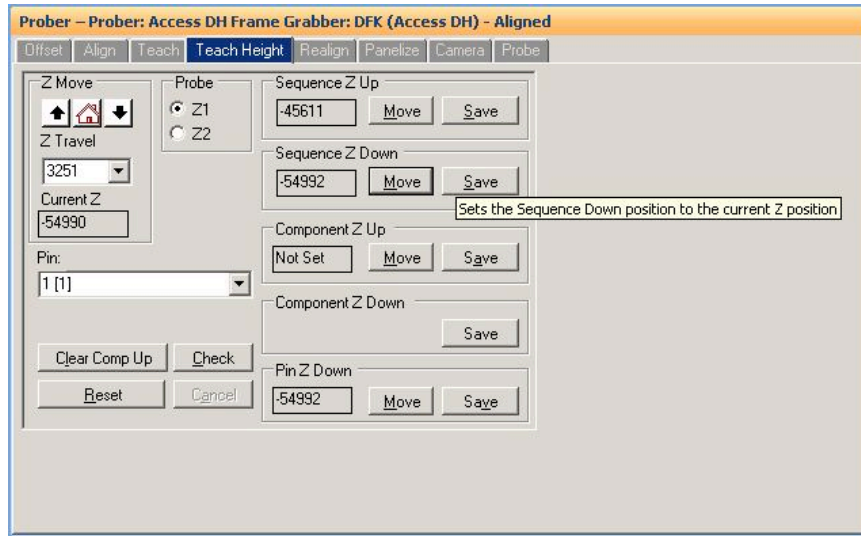 Prober – Prober: Access DH Frame Grabber: DFK (Access DH) - Aligned
Offset Align Teach Teach Height Realign Panelize Camera Probe
Z Move
Z Travel
3251
Current Z
-54990
Probe
Z1
Z2
Pin:
1 [1]
Clear Comp Up Check
Reset Cancel
Sequence Z Up
-45611 Move Save
Sequence Z Down
-54992 Move Save
Sets the Sequence Down position to the current Z position
Component Z Up
Not Set Move Save
Component Z Down
Save
Pin Z Down
-54992 Move Save